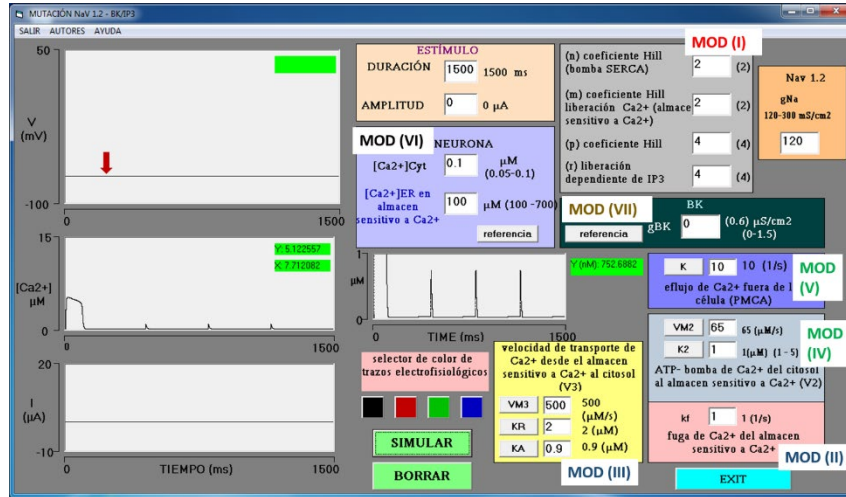 MUTACIÓN NaV 1.2 - BK/IP3
SALIR AUTORES AYUDA
50
V
(mV)
-100
0
1500
15
[Ca2+]
µM
0
Y: 5.122557
X: 7.712082
0
1500
20
I
(µA)
-10
0
TIEMPO (ms)
1500
ESTÍMULO
DURACIÓN 1500 1500 ms
AMPLITUD 0 0 µA
MOD (VI)
NEURONA
[Ca2+]Cyt 0.1 µM
(0.05-0.1)
[Ca2+]ER en
almacen
sensitivo a Ca2+
100 µM (100 -700)
referencia
1
µM
0
Y (nM): 752.6882
0
TIME (ms)
1500
selector de color de
trazos electrofisiológicos
SIMULAR
BORRAR
velocidad de transporte de
Ca2+ desde el almacen
sensitivo a Ca2+ al citosol
(V3)
VM3 500 500
(µM/s)
KR 2 2 (µM)
KA 0.9 0.9 (µM)
MOD (III)
MOD (I)
(n) coeficiente Hill
(bomba SERCA)
2 (2)
(m) coeficiente Hill
liberación Ca2+ (almace
sensitivo a Ca2+)
2 (2)
(p) coeficiente Hill 4 (4)
(r) liberación
dependiente de IP3
4 (4)
Nav 1.2
gNa
120-300 mS/cm2
120
MOD (VII)
BK
referencia
gBK 0 (0.6) µS/cm2
(0-1.5)
K 10 10 (1/s)
eflujo de Ca2+ fuera de l
célula (PMCA)
MOD
(V)
VM2 65 65 (µM/s)
K2 1 1(µM) (1 - 5)
ATP- bomba de Ca2+ del citosol
al almacen sensitivo a Ca2+ (V2)
MOD
(IV)
kf 1 1 (1/s)
fuga de Ca2+ del almacen
sensitivo a Ca2+
MOD (II)
EXIT